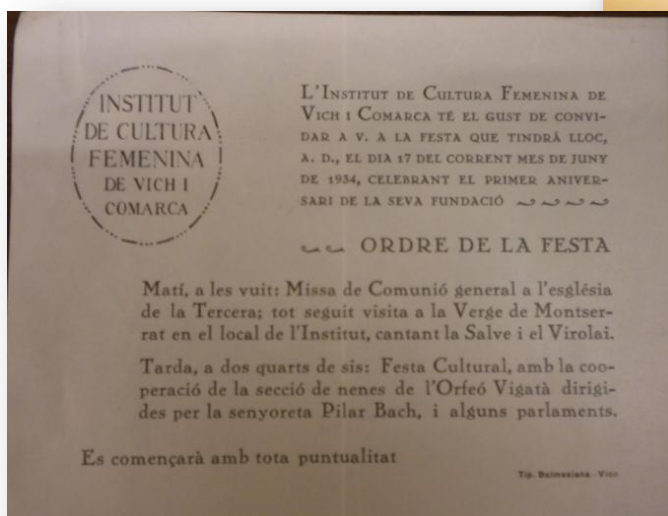 INSTITUT
DE CULTURA
FEMENINA
DE VICH I
COMARCA
L'INSTITUT DE CULTURA FEMENINA DE
VICH I COMARCA TÉ EL GUST DE CONVI-
DAR A V. A LA FESTA QUE TINDRÀ LLOC,
A. D., EL DIA 17 DEL CORRENT MES DE JUNY
DE 1934, CELEBRANT EL PRIMER ANIVER-
SARI DE LA SEVA FUNDACIÓ
ORDRE DE LA FESTA
Matí, a les vuit: Missa de Comunió general a l'església
de la Tercera; tot seguit visita a la Verge de Montser-
rat en el local de l'Institut, cantant la Salve i el Virolai.
Tarda, a dos quarts de sis: Festa Cultural, amb la coo-
peració de la secció de nenes de l'Orfeó Vigatà dirigi-
des per la senyoreta Pilar Bach, i alguns parlaments.
Es començarà amb tota puntualitat
Tip. Balmesiana - Vich